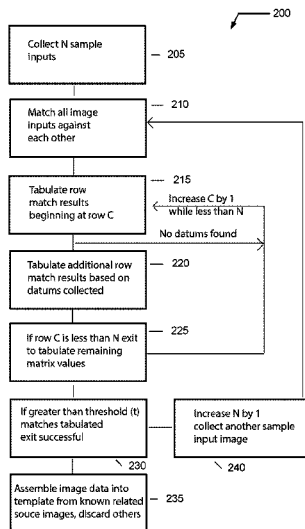 200
Collect N sample
inputs
205
210
Match all image
inputs against
each other
215
Tabulate row
match results
beginning at row C
Increase C by 1
while less than N
No datums found
220
Tabulate additional row
match results based on
datums collected
225
If row C is less than N exit
to tabulate remaining
matrix values
If greater than threshold (t)
matches tabulated
exit successful
230
Increase N by 1
collect another sample
input image
240
Assemble image data into
template from known related
souce images, discard others
235